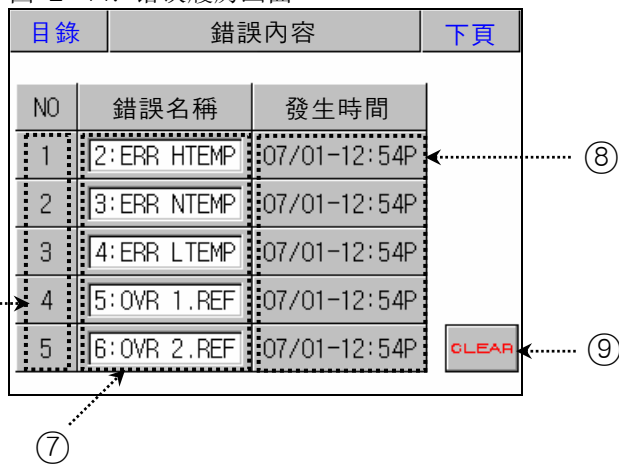 目錄 錯誤內容 下頁
NO 錯誤名稱 發生時間
1 2:ERR HTEMP 07/01-12:54P ⑧
2 3:ERR NTEMP 07/01-12:54P
3 4:ERR LTEMP 07/01-12:54P
4 5:OVR 1.REF 07/01-12:54P
5 6:OVR 2.REF 07/01-12:54P CLEAR ⑨
⑦